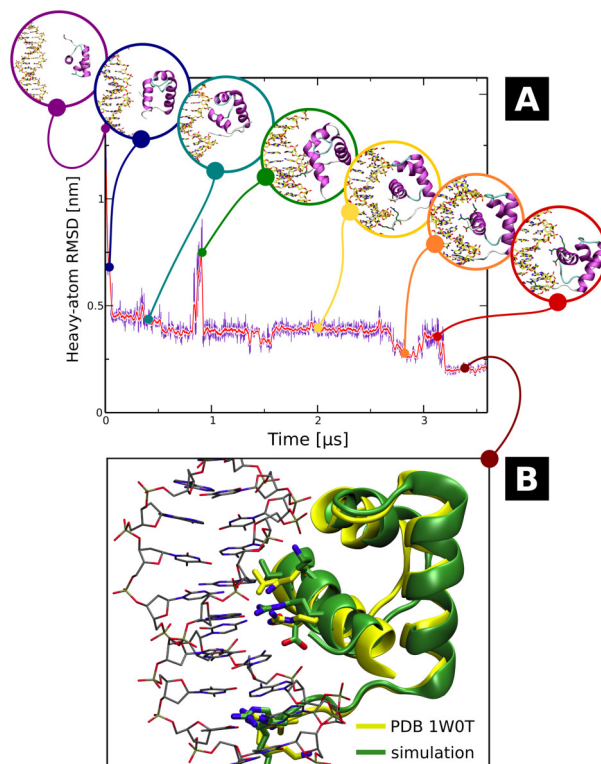 A
Heavy-atom RMSD [nm]
1
0.5
0
0
1
2
3
Time [μs]
B
PDB 1W0T
simulation